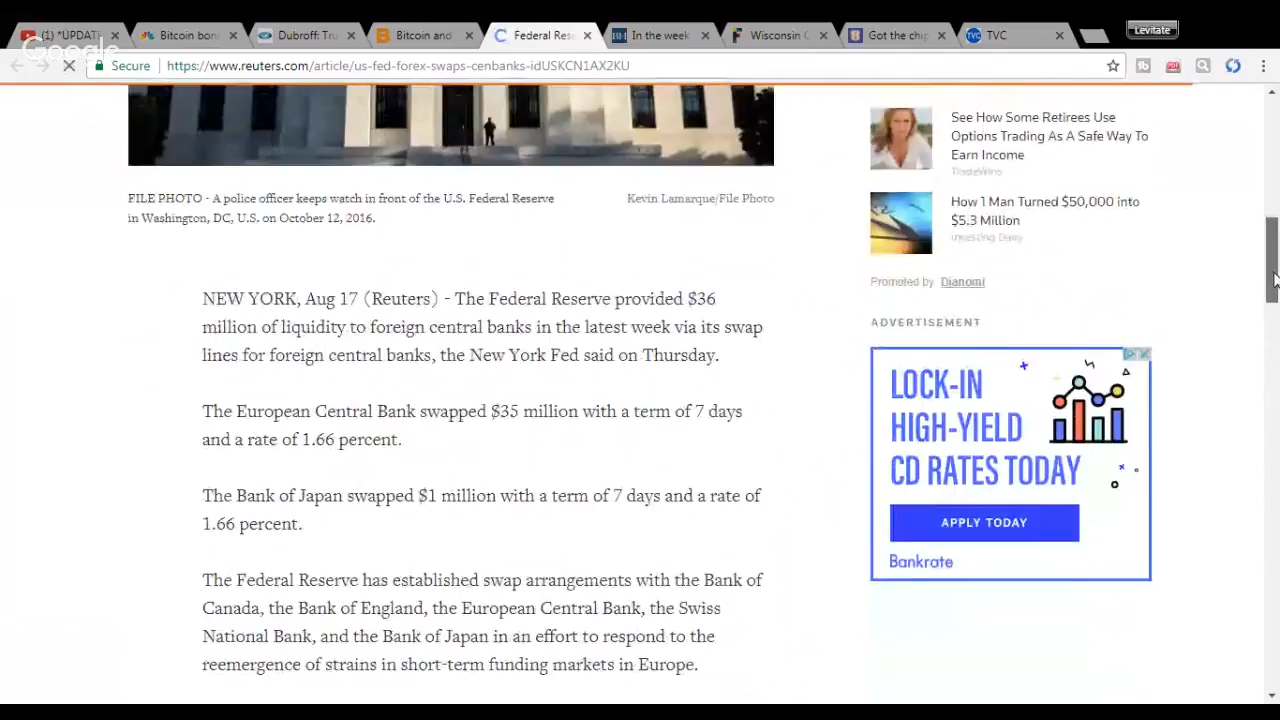 (1) *UPDATE
Bitcoin bon
Dubroff: Tru
Bitcoin and
Federal Res
In the week
Wisconsin C
Got the chip
TVC
Levitate
Google
Secure
https://www.reuters.com/article/us-fed-forex-swaps-cenbanks-idUSKCN1AX2KU
FILE PHOTO - A police officer keeps watch in front of the U.S. Federal Reserve
in Washington, DC, U.S. on October 12, 2016.
Kevin Lamarque/File Photo
NEW YORK, Aug 17 (Reuters) - The Federal Reserve provided $36
million of liquidity to foreign central banks in the latest week via its swap
lines for foreign central banks, the New York Fed said on Thursday.
The European Central Bank swapped $35 million with a term of 7 days
and a rate of 1.66 percent.
The Bank of Japan swapped $1 million with a term of 7 days and a rate of
1.66 percent.
The Federal Reserve has established swap arrangements with the Bank of
Canada, the Bank of England, the European Central Bank, the Swiss
National Bank, and the Bank of Japan in an effort to respond to the
reemergence of strains in short-term funding markets in Europe.
See How Some Retirees Use
Options Trading As A Safe Way To
Earn Income
TradeWins
How 1 Man Turned $50,000 into
$5.3 Million
Investing Daily
Promoted by Dianomi
ADVERTISEMENT
LOCK-IN
HIGH-YIELD
CD RATES TODAY
APPLY TODAY
Bankrate